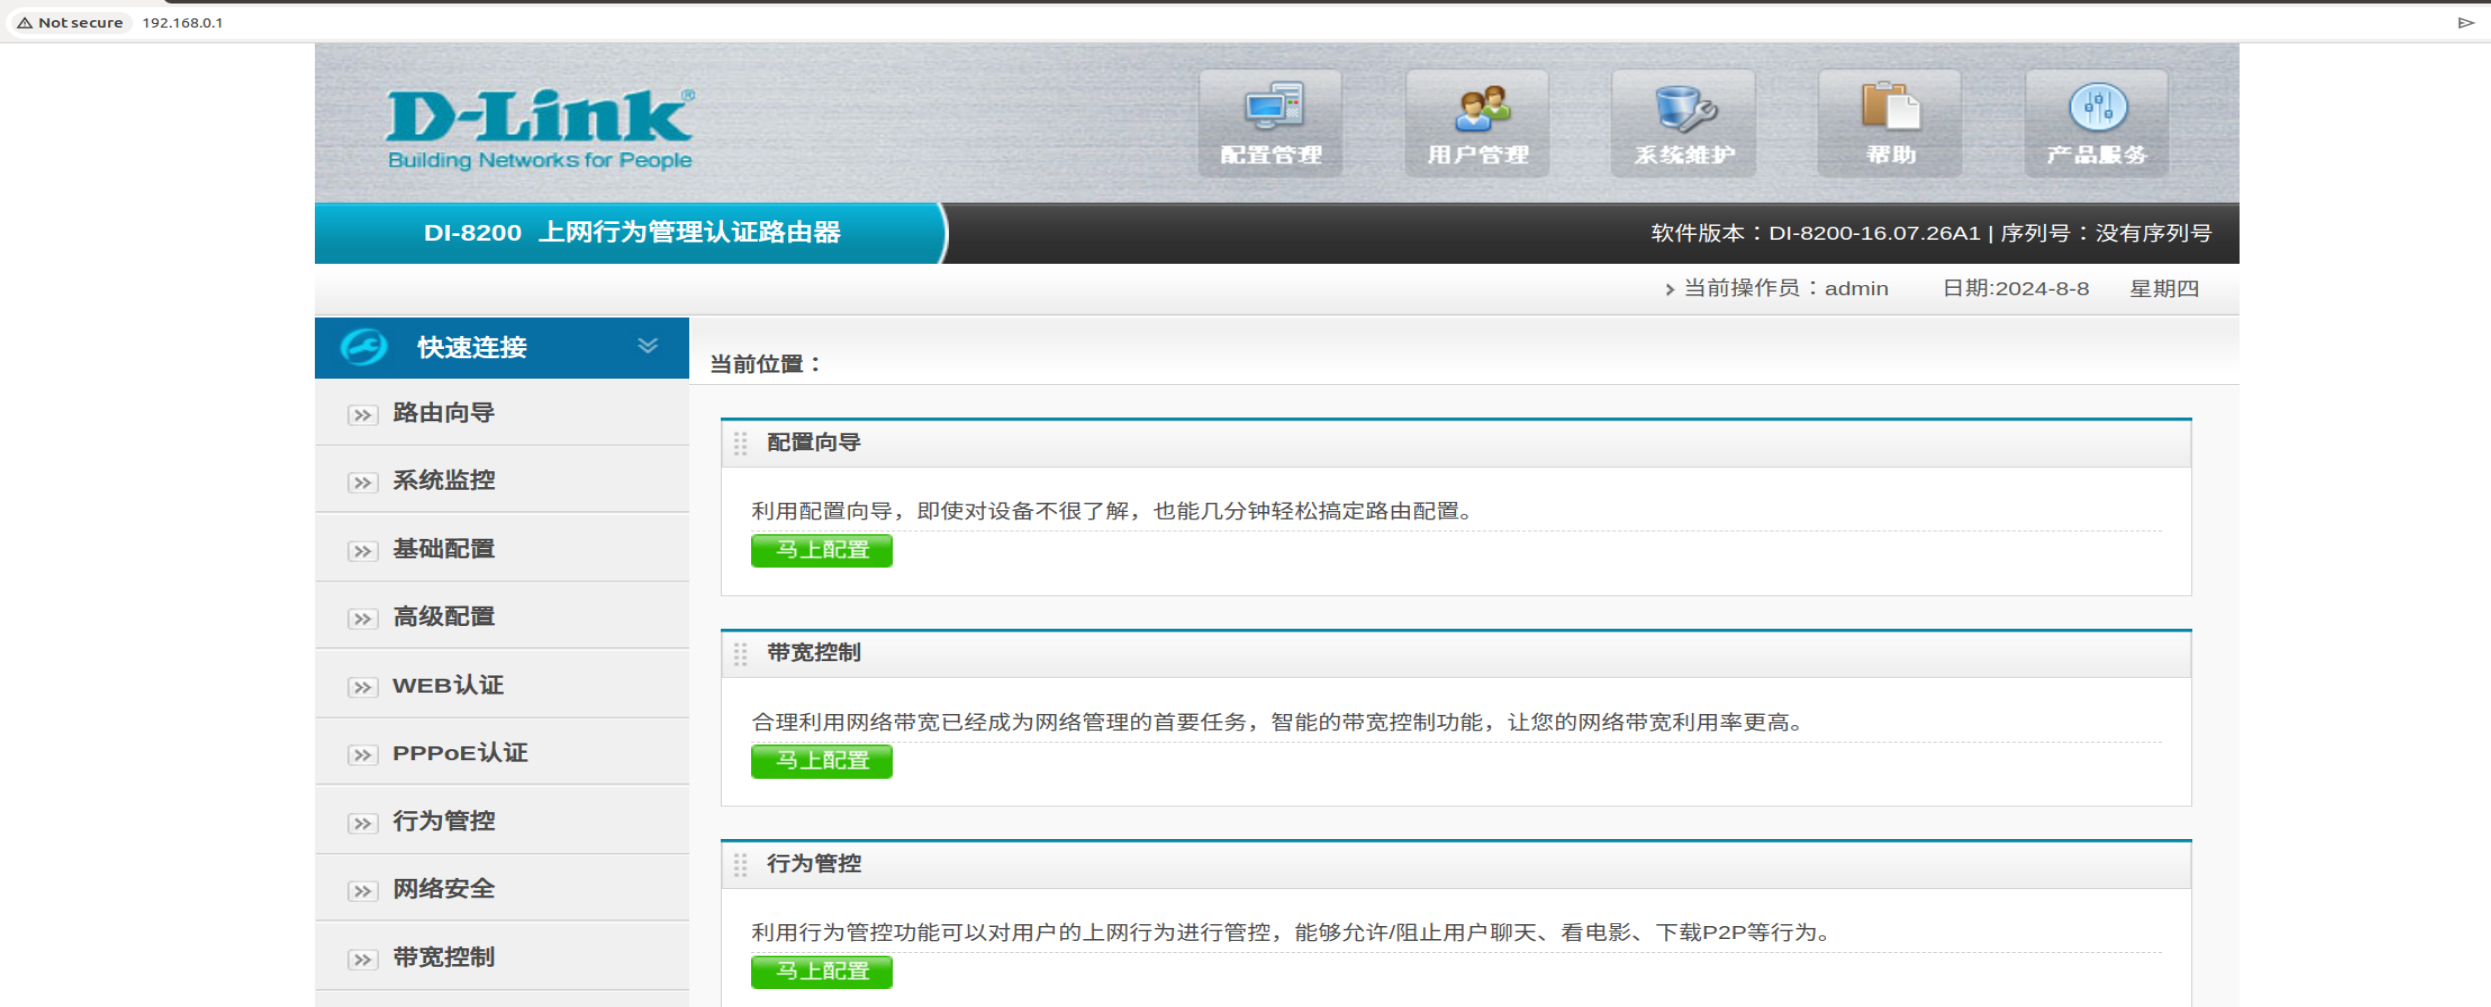 Not secure 192.168.0.1
D-Link®
Building Networks for People
配置管理 用户管理 系统维护 帮助 产品服务
DI-8200 上网行为管理认证路由器
软件版本：DI-8200-16.07.26A1 | 序列号：没有序列号
当前操作员：admin 日期:2024-8-8 星期四
快速连接
路由向导
系统监控
基础配置
高级配置
WEB认证
PPPoE认证
行为管控
网络安全
带宽控制
当前位置：
配置向导
利用配置向导，即使对设备不很了解，也能几分钟轻松搞定路由配置。
马上配置
带宽控制
合理利用网络带宽已经成为网络管理的首要任务，智能的带宽控制功能，让您的网络带宽利用率更高。
马上配置
行为管控
利用行为管控功能可以对用户的上网行为进行管控，能够允许/阻止用户聊天、看电影、下载P2P等行为。
马上配置